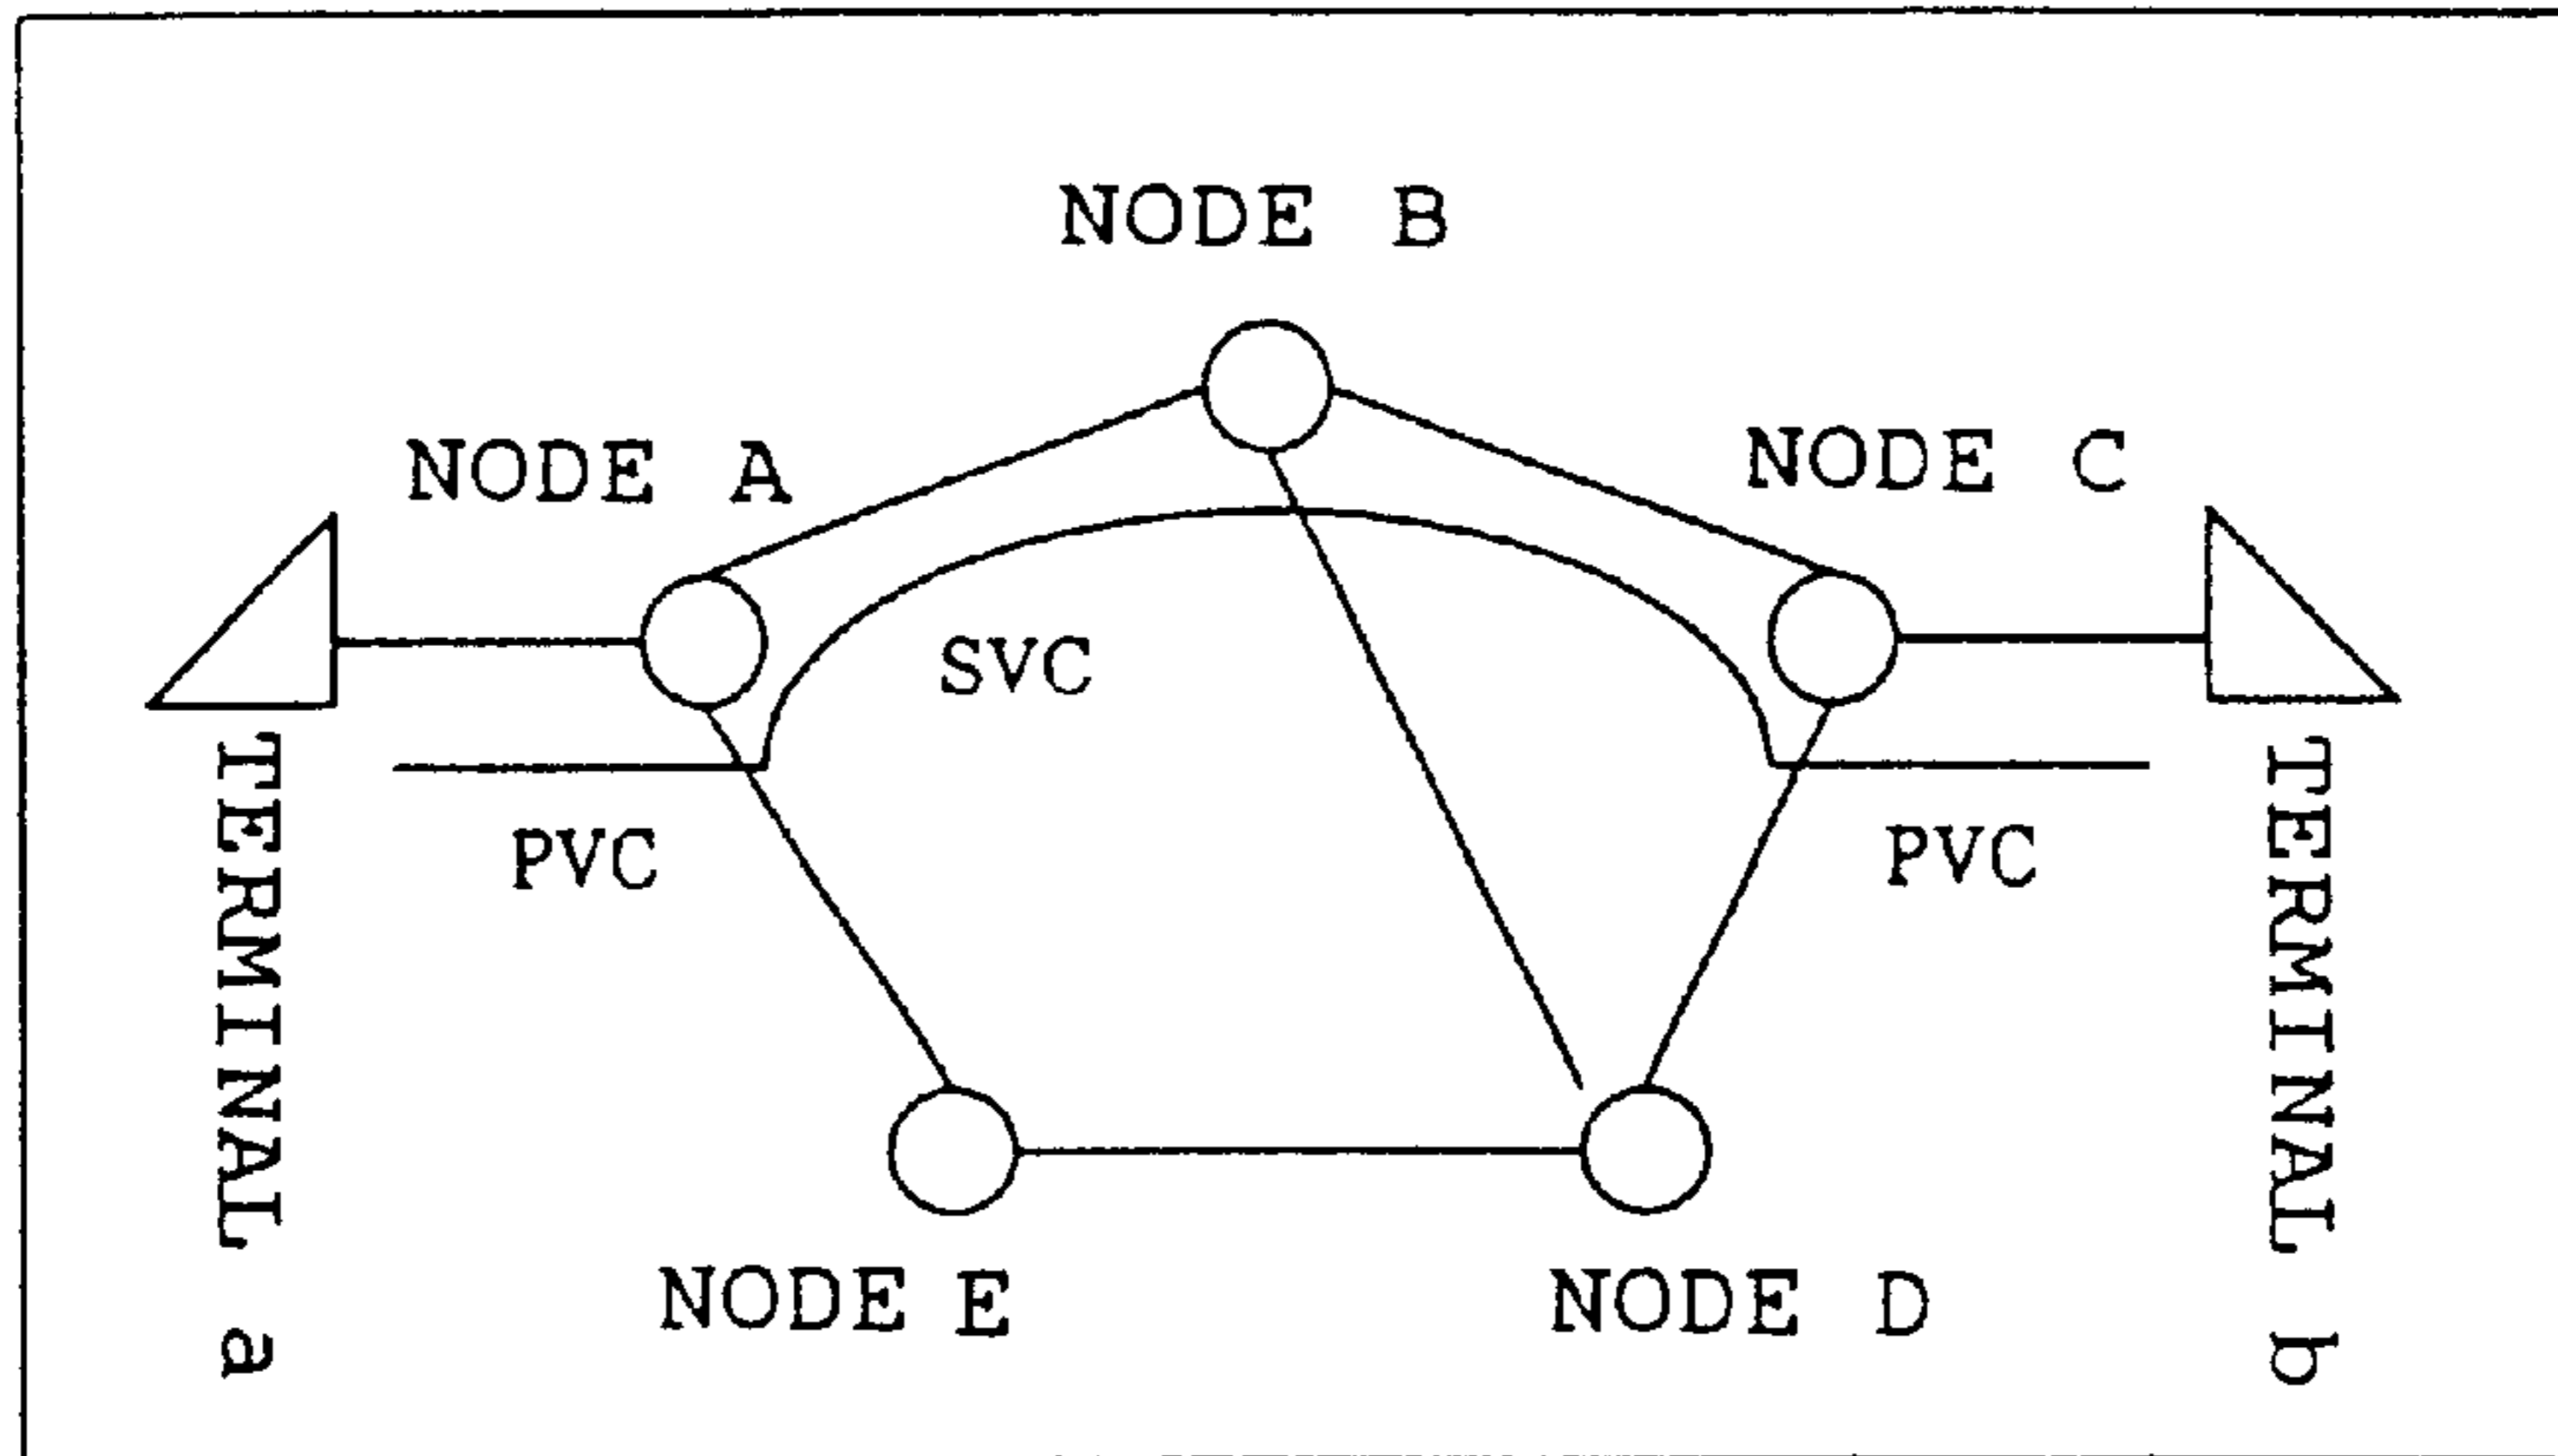 NODE B
NODE A
NODE C
SVC
PVC
PVC
TERMINAL a
TERMINAL b
NODE E
NODE D